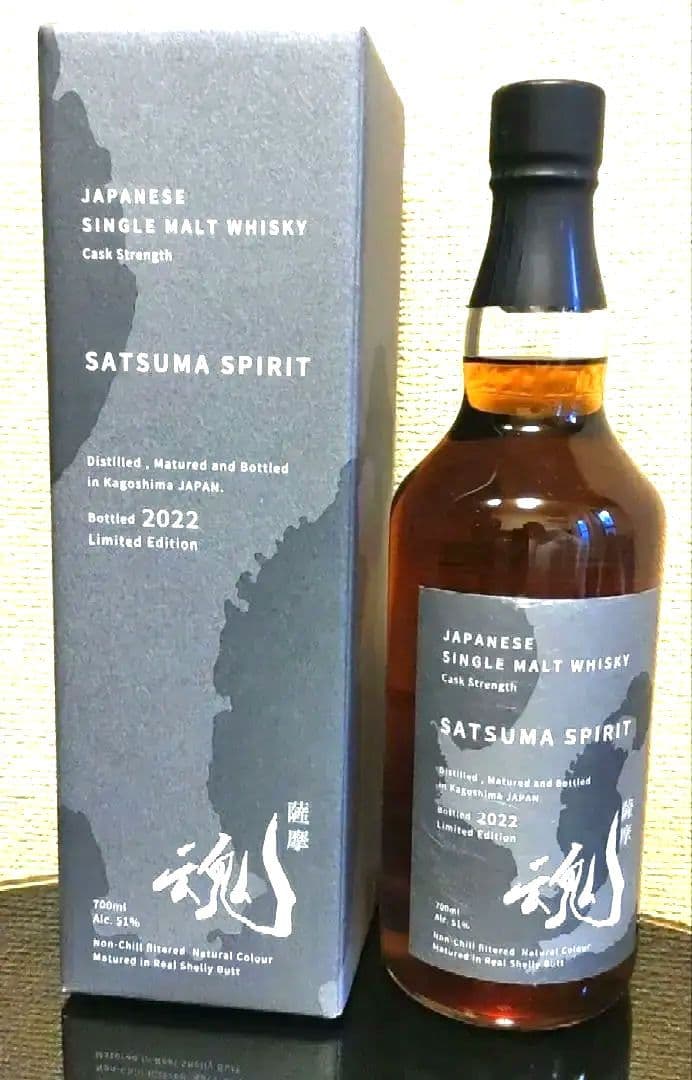 JAPANESE
SINGLE MALT WHISKY
Cask Strength
SATSUMA SPIRIT
Distilled , Matured and Bottled
in Kagoshima JAPAN.
Bottled 2022
Limited Edition
薩摩
魂
700ml
Alc. 51%
Non-Chill filtered Natural Colour
Matured in Real Shelly Butt
JAPANESE
SINGLE MALT WHISKY
Cask Strength
SATSUMA SPIRIT
Distilled , Matured and Bottled
in Kagoshima JAPAN
Bottled 2022
Limited Edition
薩摩
魂
700ml
Alc. 51%
Non-Chill filtered Natural Colour
Matured in Real Shelly Butt